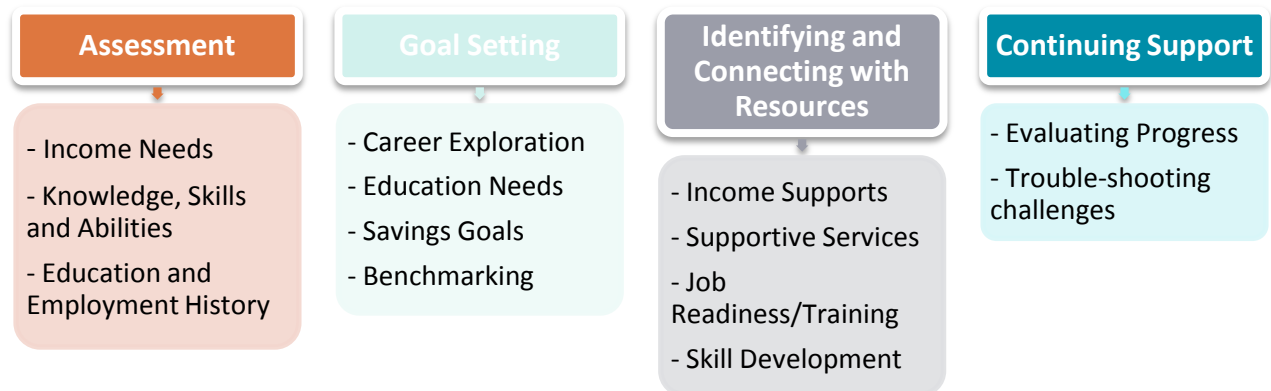 Assessment
- Income Needs
- Knowledge, Skills
and Abilities
- Education and
Employment History
Goal Setting
- Career Exploration
- Education Needs
- Savings Goals
- Benchmarking
Identifying and
Connecting with
Resources
- Income Supports
- Supportive Services
- Job
Readiness/Training
- Skill Development
Continuing Support
- Evaluating Progress
- Trouble-shooting
challenges